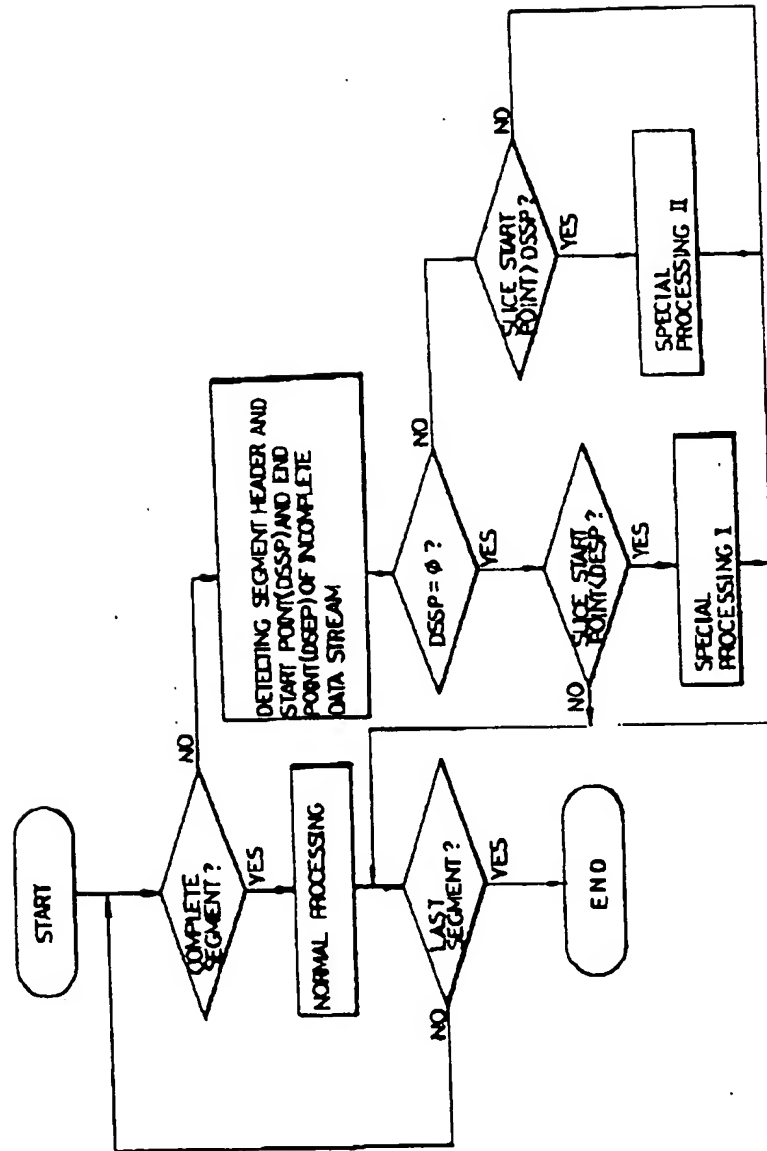 START
COMPLETE
SEGMENT ?
NO
YES
NORMAL PROCESSING
LAST
SEGMENT ?
NO
YES
END
DETECTING SEGMENT HEADER AND
START POINT(DSSP) AND END
POINT(DSEP) OF INCOMPLETE
DATA STREAM
DSSP = ϕ ?
NO
YES
SLICE START
POINT⟨DESP ?
NO
YES
SPECIAL
PROCESSING I
SLICE START
POINT⟩ DSSP ?
NO
YES
SPECIAL
PROCESSING II